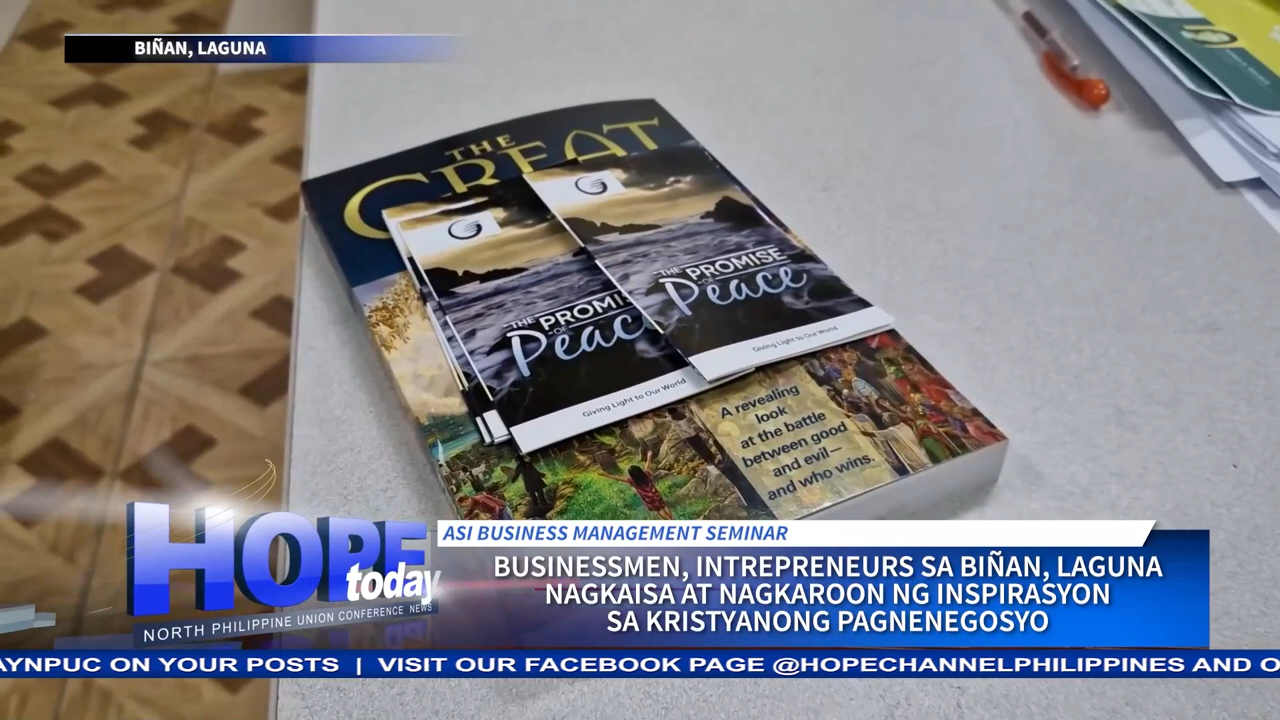 BIÑAN, LAGUNA
THE
GREAT
THE PROMISE
OF
Peace
Giving Light to Our World
THE PROMISE
OF
Peace
Giving Light to Our World
A revealing
look
at the battle
between good
and evil—
and who wins.
HOPE
today
NORTH PHILIPPINE UNION CONFERENCE NEWS
ASI BUSINESS MANAGEMENT SEMINAR
BUSINESSMEN, INTREPRENEURS SA BIÑAN, LAGUNA
NAGKAISA AT NAGKAROON NG INSPIRASYON
SA KRISTYANONG PAGNENEGOSYO
AYNPUC ON YOUR POSTS | VISIT OUR FACEBOOK PAGE @HOPECHANNELPHILIPPINES AND O